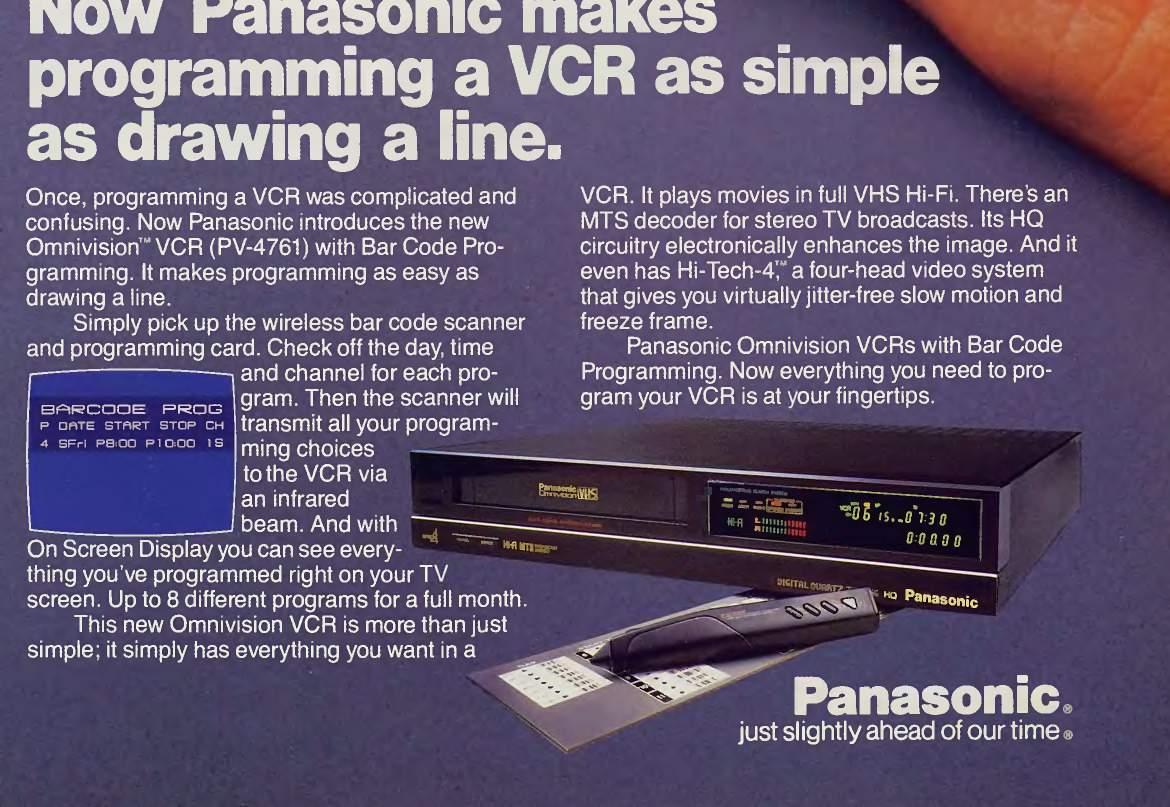 Now Panasonic makes
programming a VCR as simple
as drawing a line.
Once, programming a VCR was complicated and
confusing. Now Panasonic introduces the new
Omnivision™ VCR (PV-4761) with Bar Code Pro-
gramming. It makes programming as easy as
drawing a line.
Simply pick up the wireless bar code scanner
and programming card. Check off the day, time
and channel for each pro-
gram. Then the scanner will
transmit all your program-
ming choices
to the VCR via
an infrared
beam. And with
On Screen Display you can see every-
thing you've programmed right on your TV
screen. Up to 8 different programs for a full month.
This new Omnivision VCR is more than just
simple; it simply has everything you want in a
BARCODE PROG
P DATE START STOP CH
4 SFri P8:00 P10:00 15
VCR. It plays movies in full VHS Hi-Fi. There's an
MTS decoder for stereo TV broadcasts. Its HQ
circuitry electronically enhances the image. And it
even has Hi-Tech-4,™ a four-head video system
that gives you virtually jitter-free slow motion and
freeze frame.
Panasonic Omnivision VCRs with Bar Code
Programming. Now everything you need to pro-
gram your VCR is at your fingertips.
Panasonic
Omnivision VHS
HI-FI
L
R
VCR
0:00.00
HI-FI MTS
DIGITAL QUARTZ
HQ Panasonic
Panasonic®
just slightly ahead of our time®